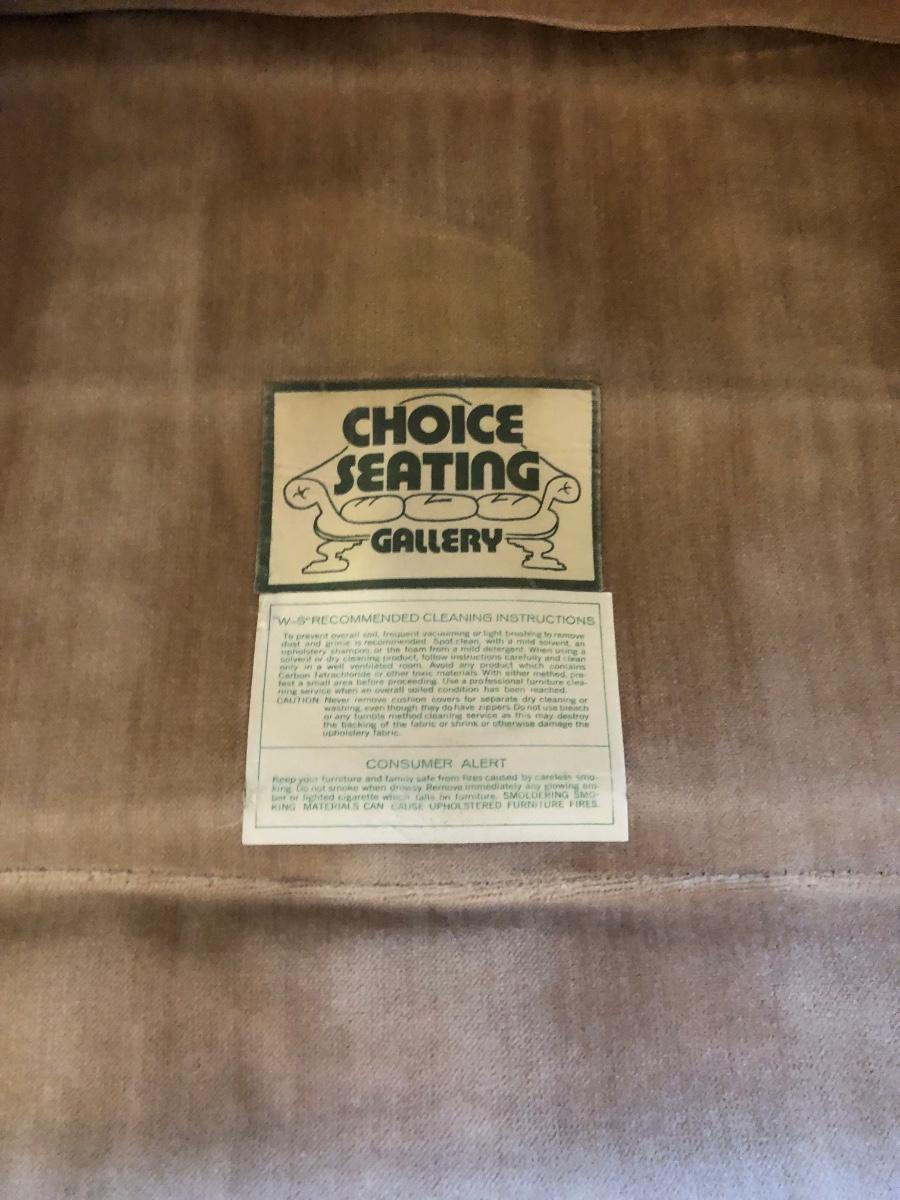 CHOICE
SEATING
GALLERY
"W-S" RECOMMENDED CLEANING INSTRUCTIONS
To prevent overall soil, frequent vacuuming or light brushing to remove
dust and grime is recommended. Spot clean, with a mild solvent, an
upholstery shampoo, or the foam from a mild detergent. When using a
solvent or dry cleaning product, follow instructions carefully and clean
only in a well ventilated room. Avoid any product which contains
Carbon Tetrachloride or other toxic materials. With either method, pre-
test a small area before proceeding. Use a professional furniture clea-
ning service when an overall soiled condition has been reached.
CAUTION: Never remove cushion covers for separate dry cleaning or
washing, even though they do have zippers. Do not use bleach
or any tumble method cleaning service as this may destroy
the backing of the fabric or shrink or otherwise damage the
upholstery fabric.
CONSUMER ALERT
Keep your furniture and family safe from fires caused by careless smo-
king. Do not smoke when drowsy. Remove immediately any glowing em-
ber or lighted cigarette which falls on furniture. SMOLDERING SMO-
KING MATERIALS CAN CAUSE UPHOLSTERED FURNITURE FIRES.